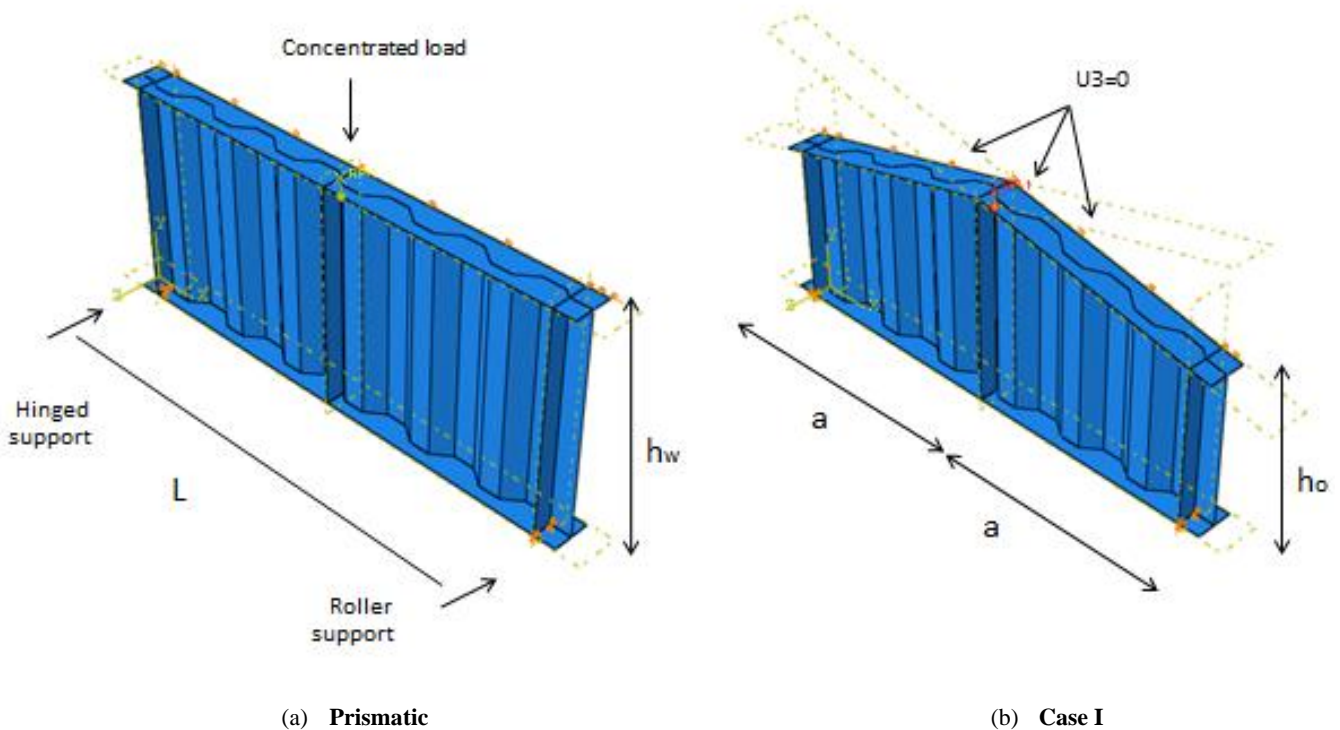 Concentrated load
U3=0
Hinged
support
L
hw
Roller
support
a
a
ho
(a) Prismatic
(b) Case I